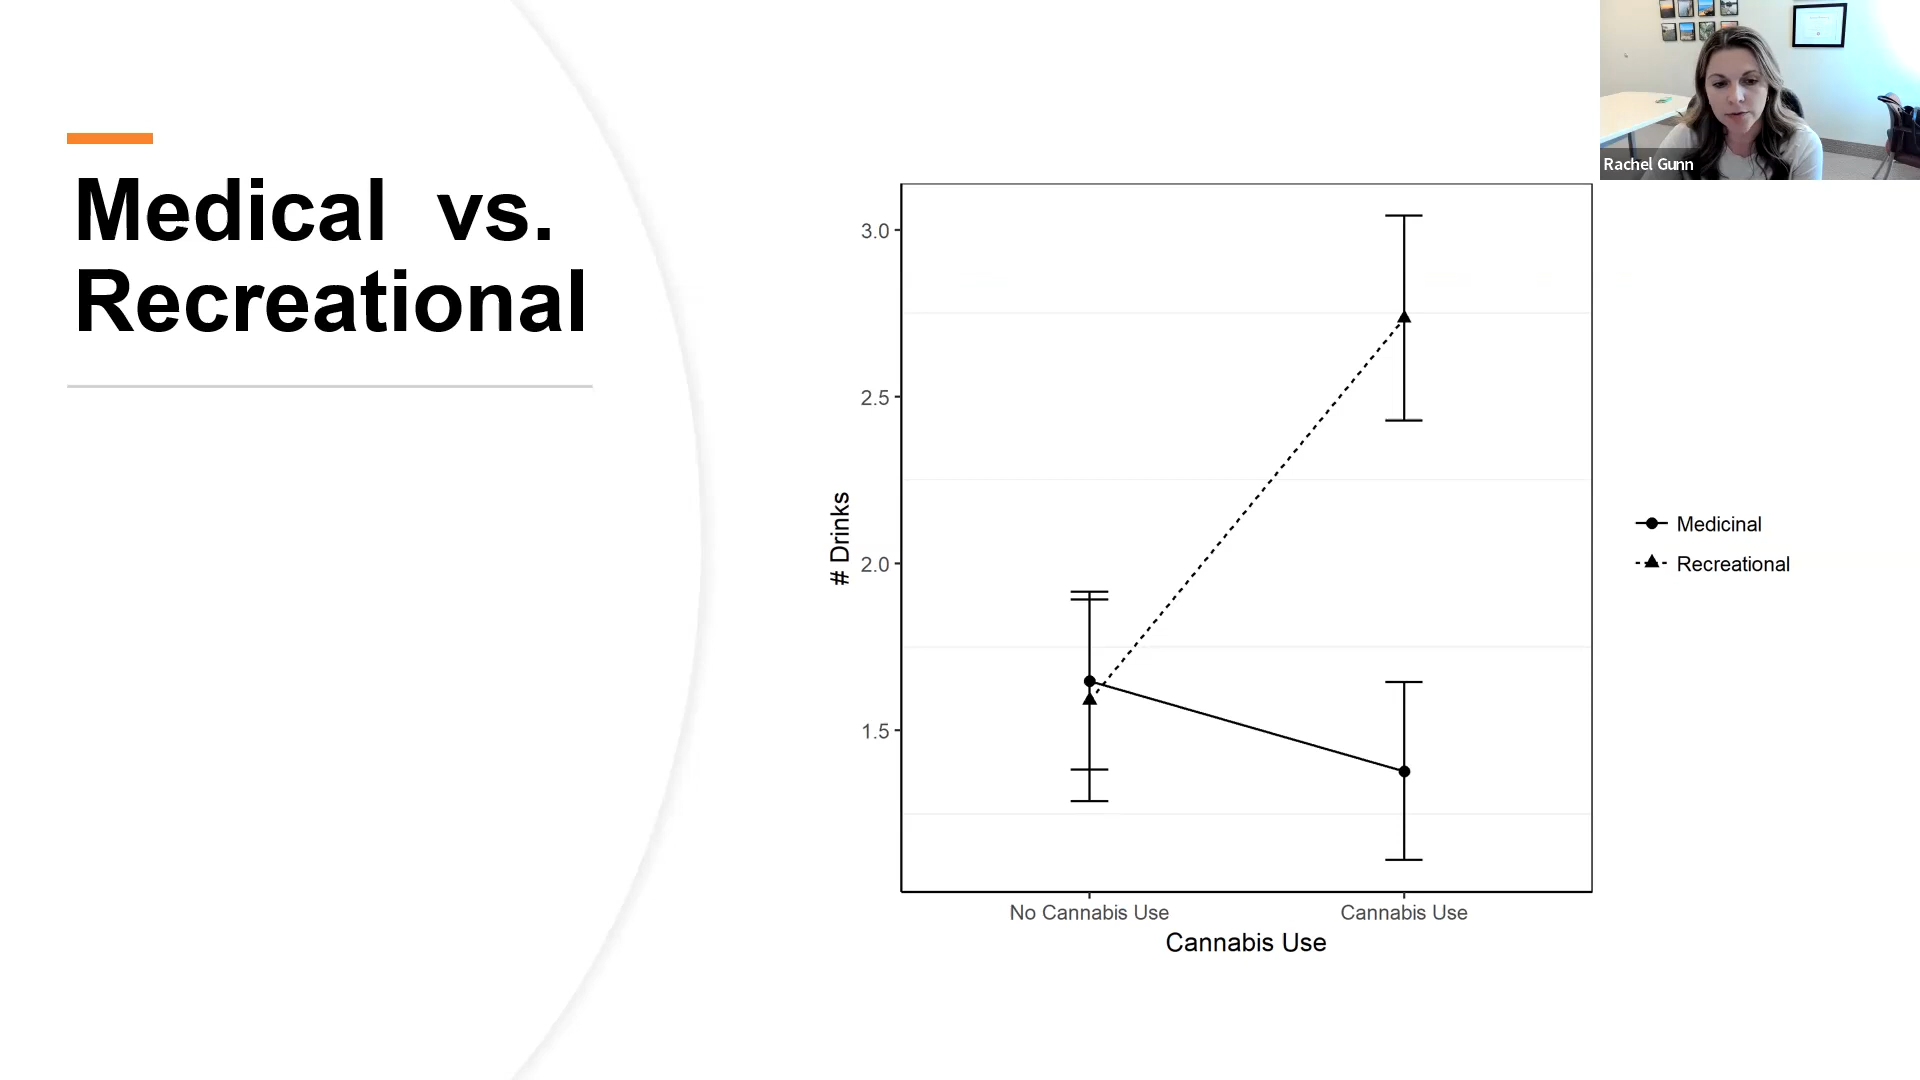 Medical vs.
Recreational
Rachel Gunn
3.0
2.5
2.0
1.5
# Drinks
No Cannabis Use
Cannabis Use
Cannabis Use
Medicinal
Recreational